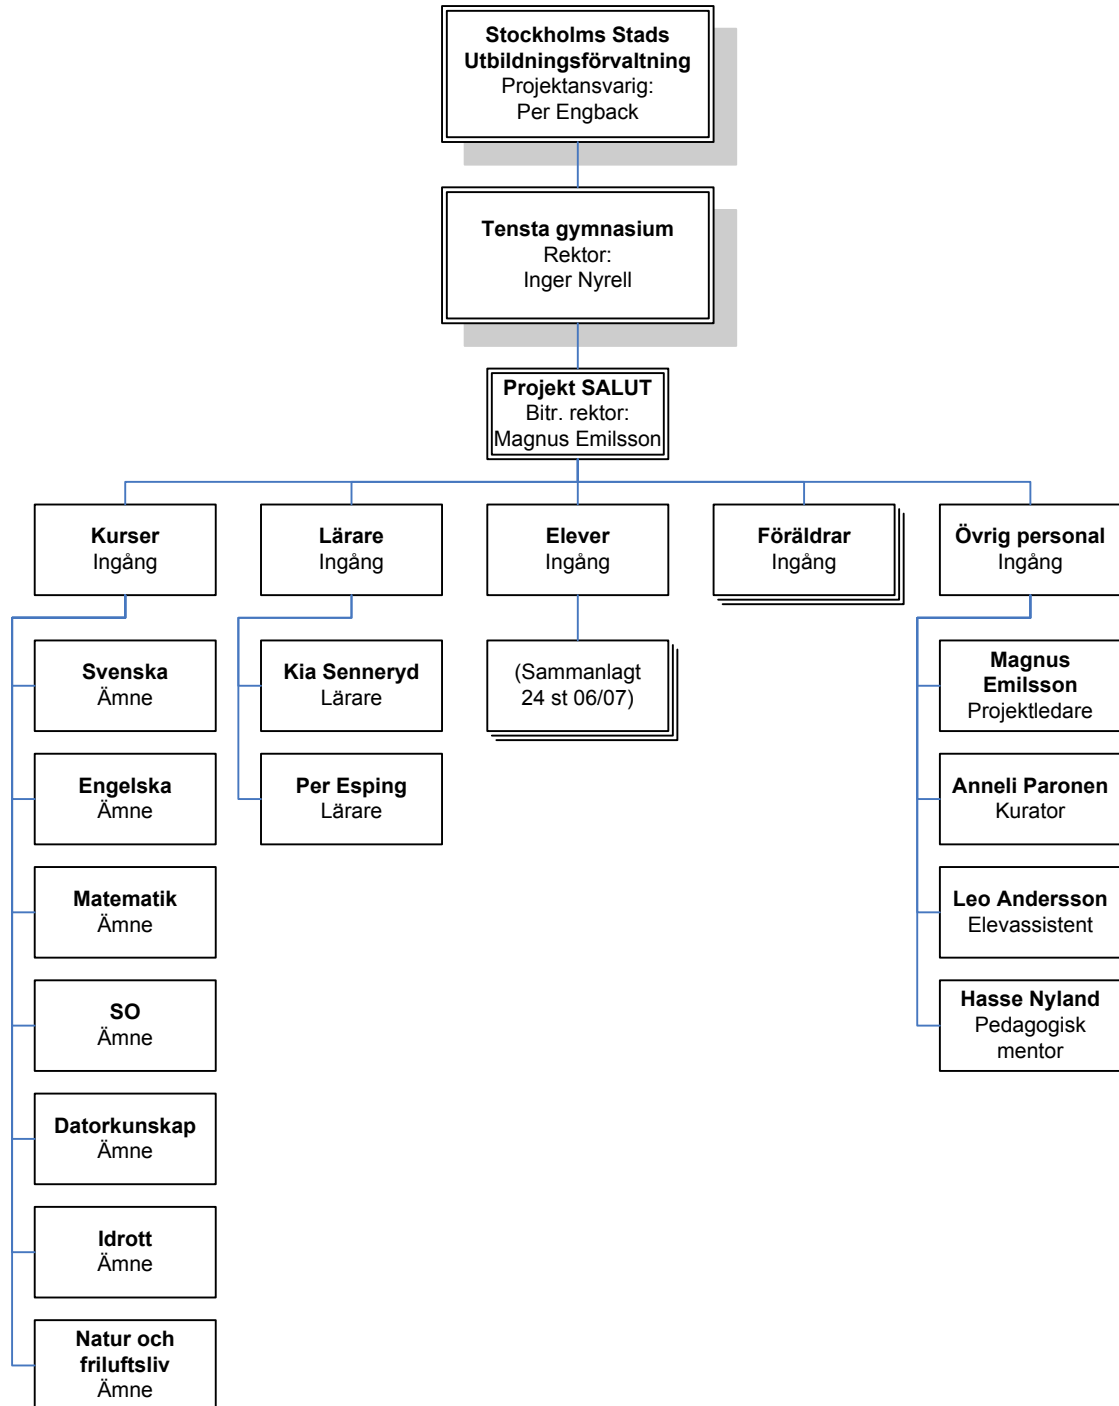 Stockholms Stads
Utbildningsförvaltning
Projektansvarig:
Per Engback
Tensta gymnasium
Rektor:
Inger Nyrell
Projekt SALUT
Bitr. rektor:
Magnus Emilsson
Kurser
Ingång
Lärare
Ingång
Elever
Ingång
Föräldrar
Ingång
Övrig personal
Ingång
Svenska
Ämne
Engelska
Ämne
Matematik
Ämne
SO
Ämne
Datorkunskap
Ämne
Idrott
Ämne
Natur och
friluftsliv
Ämne
Kia Senneryd
Lärare
Per Esping
Lärare
(Sammanlagt
24 st 06/07)
Magnus
Emilsson
Projektledare
Anneli Paronen
Kurator
Leo Andersson
Elevassistent
Hasse Nyland
Pedagogisk
mentor